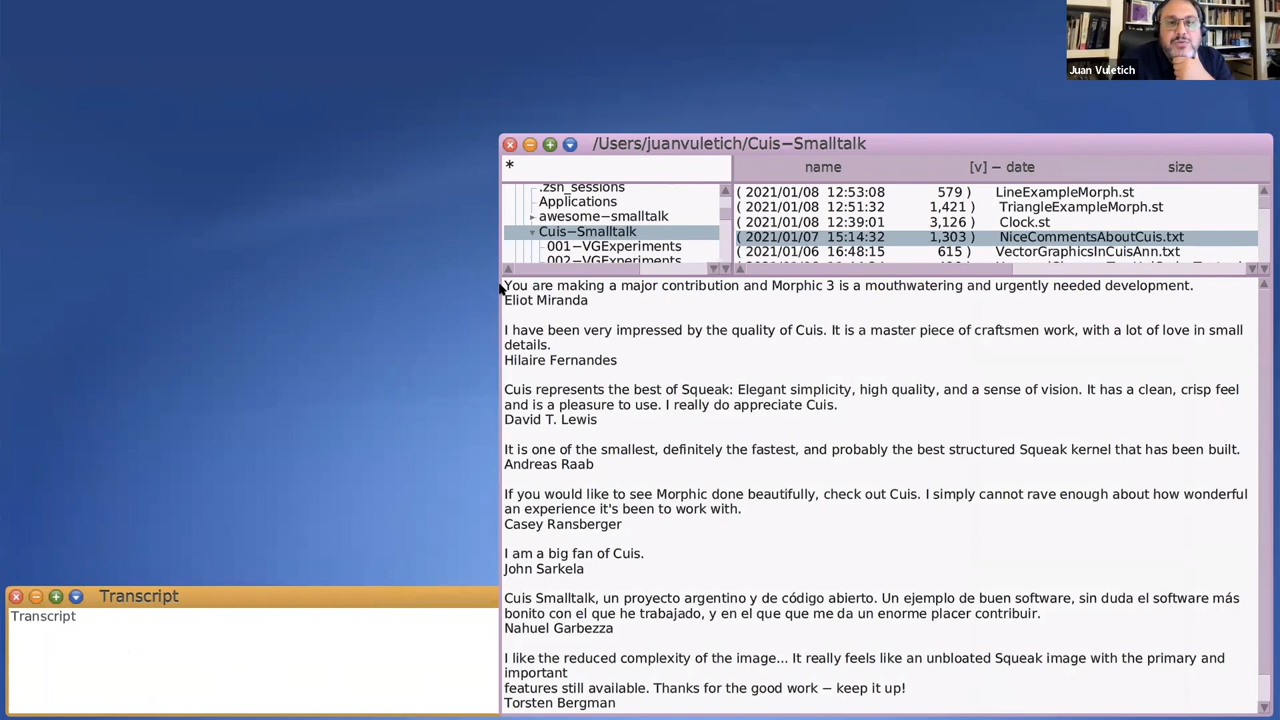 Juan Vuletich
/Users/juanvuletich/Cuis−Smalltalk
*
name [v] − date size
.zsh_sessions
Applications
awesome−smalltalk
Cuis−Smalltalk
001−VGExperiments
002−VGExperiments
( 2021/01/08 12:53:08 579 ) LineExampleMorph.st
( 2021/01/08 12:51:32 1,421 ) TriangleExampleMorph.st
( 2021/01/08 12:39:01 3,126 ) Clock.st
( 2021/01/07 15:14:32 1,303 ) NiceCommentsAboutCuis.txt
( 2021/01/06 16:48:15 615 ) VectorGraphicsInCuisAnn.txt
You are making a major contribution and Morphic 3 is a mouthwatering and urgently needed development.
Eliot Miranda
I have been very impressed by the quality of Cuis. It is a master piece of craftsmen work, with a lot of love in small
details.
Hilaire Fernandes
Cuis represents the best of Squeak: Elegant simplicity, high quality, and a sense of vision. It has a clean, crisp feel
and is a pleasure to use. I really do appreciate Cuis.
David T. Lewis
It is one of the smallest, definitely the fastest, and probably the best structured Squeak kernel that has been built.
Andreas Raab
If you would like to see Morphic done beautifully, check out Cuis. I simply cannot rave enough about how wonderful
an experience it's been to work with.
Casey Ransberger
I am a big fan of Cuis.
John Sarkela
Cuis Smalltalk, un proyecto argentino y de código abierto. Un ejemplo de buen software, sin duda el software más
bonito con el que he trabajado, y en el que que me da un enorme placer contribuir.
Nahuel Garbezza
I like the reduced complexity of the image... It really feels like an unbloated Squeak image with the primary and
important
features still available. Thanks for the good work − keep it up!
Torsten Bergman
Transcript
Transcript